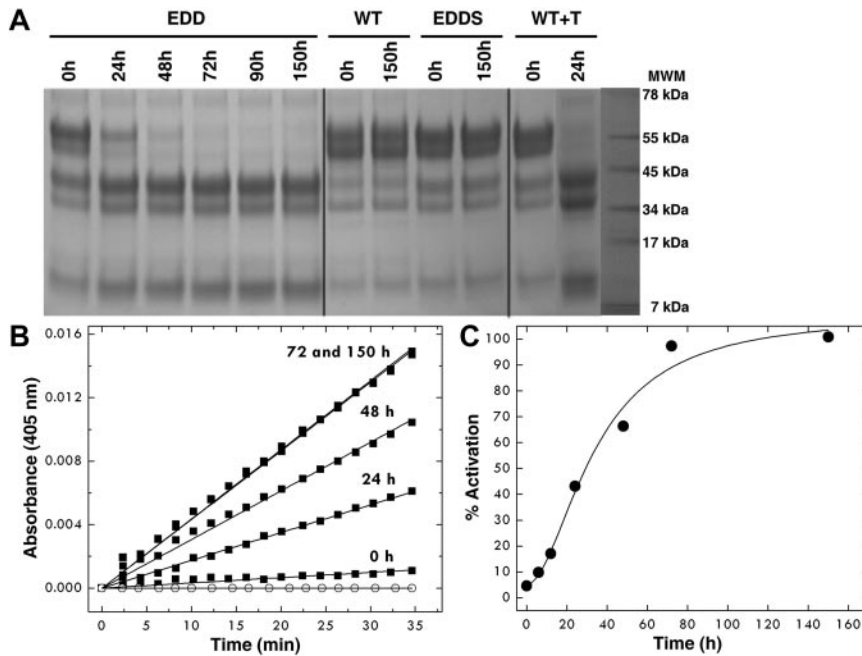 A
EDD WT EDDS WT+T
0h 24h 48h 72h 90h 150h 0h 150h 0h 150h 0h 24h MWM
78 kDa
55 kDa
45 kDa
34 kDa
17 kDa
7 kDa
B
0.016
0.012
0.008
0.004
0.000
Absorbance (405 nm)
72 and 150 h
48 h
24 h
0 h
0 5 10 15 20 25 30 35
Time (min)
C
100
90
80
70
60
50
40
30
20
10
0
% Activation
0 20 40 60 80 100 120 140 160
Time (h)